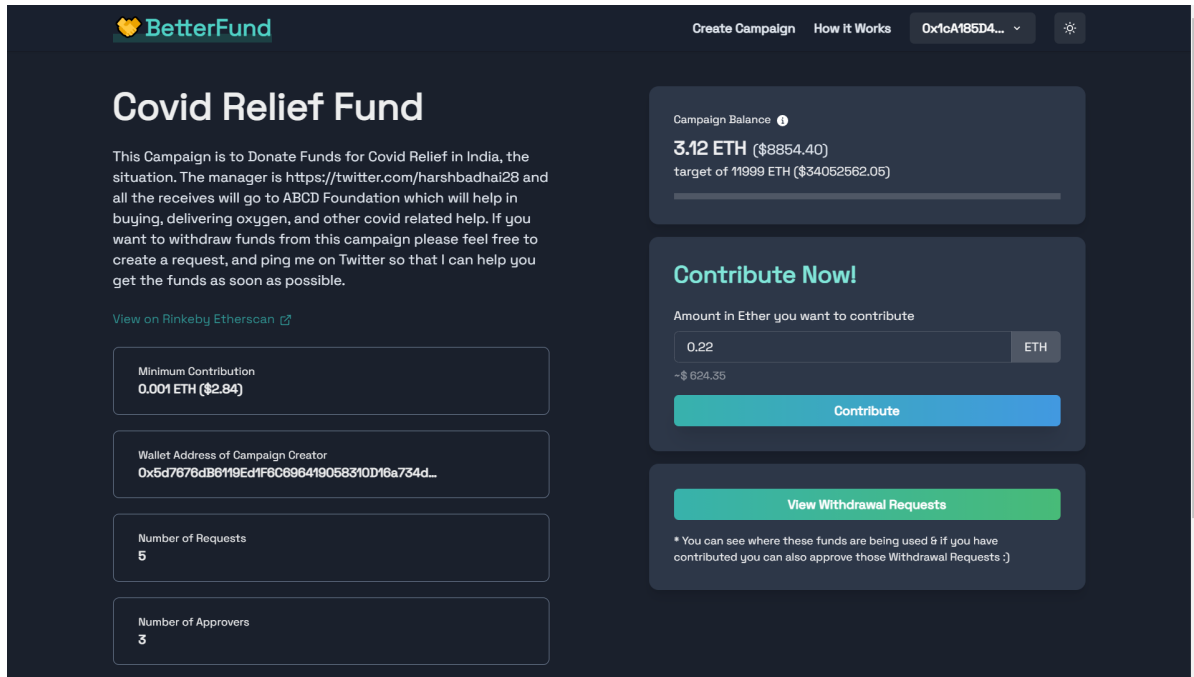 BetterFund
Create Campaign
How it Works
0x1cA185D4...
Covid Relief Fund
This Campaign is to Donate Funds for Covid Relief in India, the
situation. The manager is https://twitter.com/harshbadhai28 and
all the receives will go to ABCD Foundation which will help in
buying, delivering oxygen, and other covid related help. If you
want to withdraw funds from this campaign please feel free to
create a request, and ping me on Twitter so that I can help you
get the funds as soon as possible.
View on Rinkeby Etherscan
Minimum Contribution
0.001 ETH ($2.84)
Wallet Address of Campaign Creator
0x5d7676dB6119Ed1F6C696419058310D16a734d...
Number of Requests
5
Number of Approvers
3
Campaign Balance
3.12 ETH ($8854.40)
target of 11999 ETH ($34052562.05)
Contribute Now!
Amount in Ether you want to contribute
0.22
ETH
~$ 624.35
Contribute
View Withdrawal Requests
* You can see where these funds are being used & if you have
contributed you can also approve those Withdrawal Requests :)